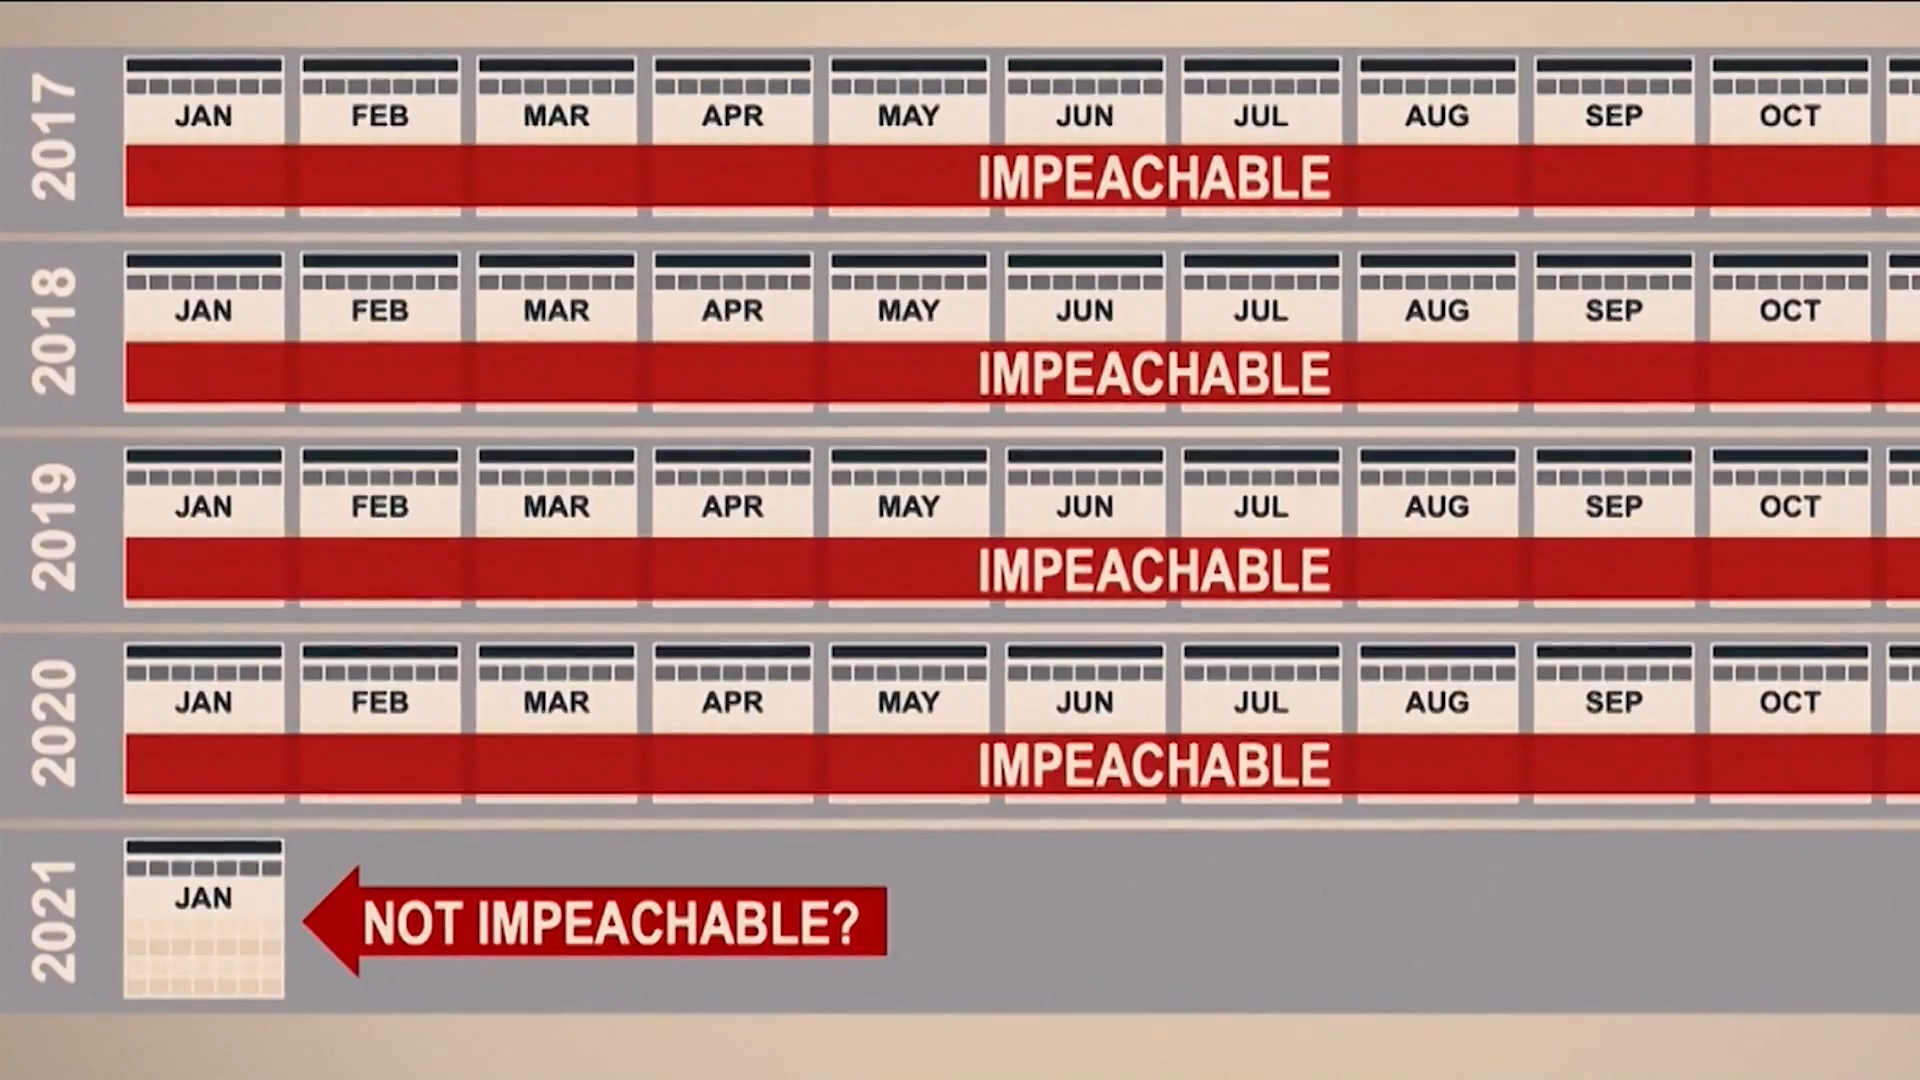 2017
JAN FEB MAR APR MAY JUN JUL AUG SEP OCT
IMPEACHABLE
2018
JAN FEB MAR APR MAY JUN JUL AUG SEP OCT
IMPEACHABLE
2019
JAN FEB MAR APR MAY JUN JUL AUG SEP OCT
IMPEACHABLE
2020
JAN FEB MAR APR MAY JUN JUL AUG SEP OCT
IMPEACHABLE
2021
JAN
NOT IMPEACHABLE?